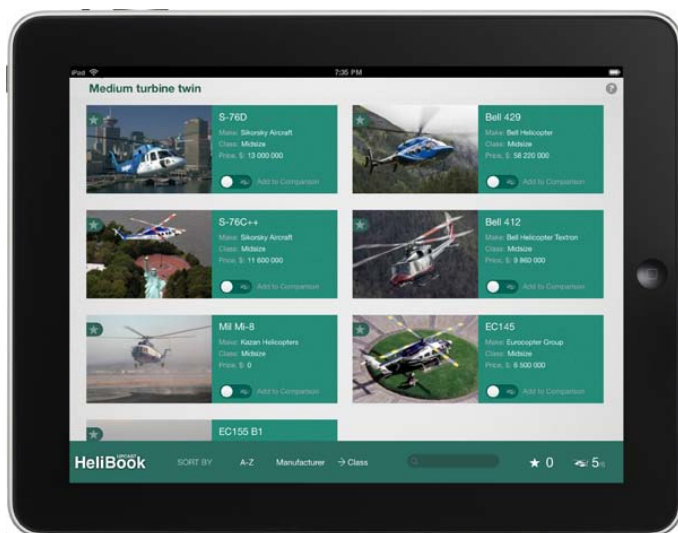 iPad
7:35 PM
Medium turbine twin
S-76D
Make: Sikorsky Aircraft
Class: Midsize
Price, $: 13 000 000
Add to Comparison
Bell 429
Make: Bell Helicopter
Class: Midsize
Price, $: 58 220 000
Add to Comparison
S-76C++
Make: Sikorsky Aircraft
Class: Midsize
Price, $: 11 600 000
Add to Comparison
Bell 412
Make: Bell Helicopter Textron
Class: Midsize
Price, $: 9 860 000
Add to Comparison
Mil Mi-8
Make: Kazan Helicopters
Class: Midsize
Price, $: 0
Add to Comparison
EC145
Make: Eurocopter Group
Class: Midsize
Price, $: 6 500 000
Add to Comparison
EC155 B1
HeliBook
SORT BY A-Z Manufacturer → Class
0
5